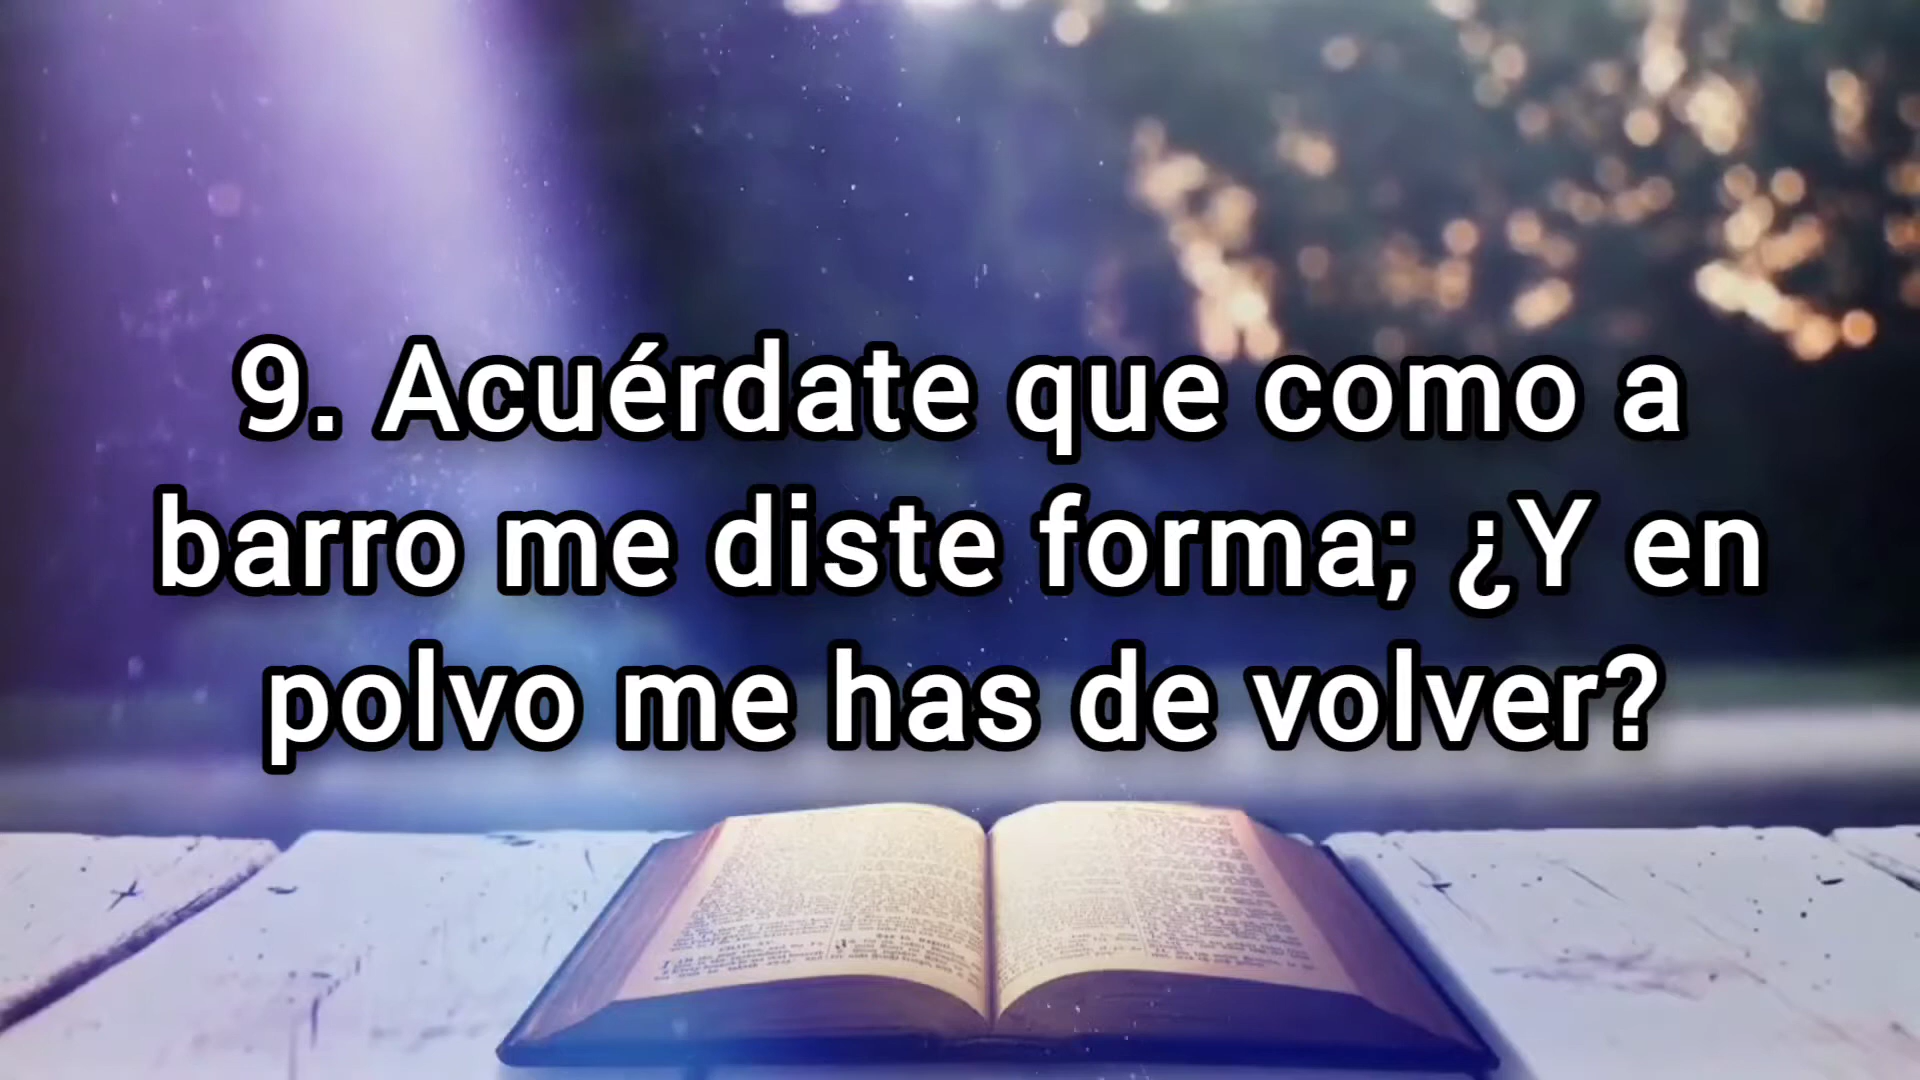 9. Acuérdate que como a
barro me diste forma; ¿Y en
polvo me has de volver?